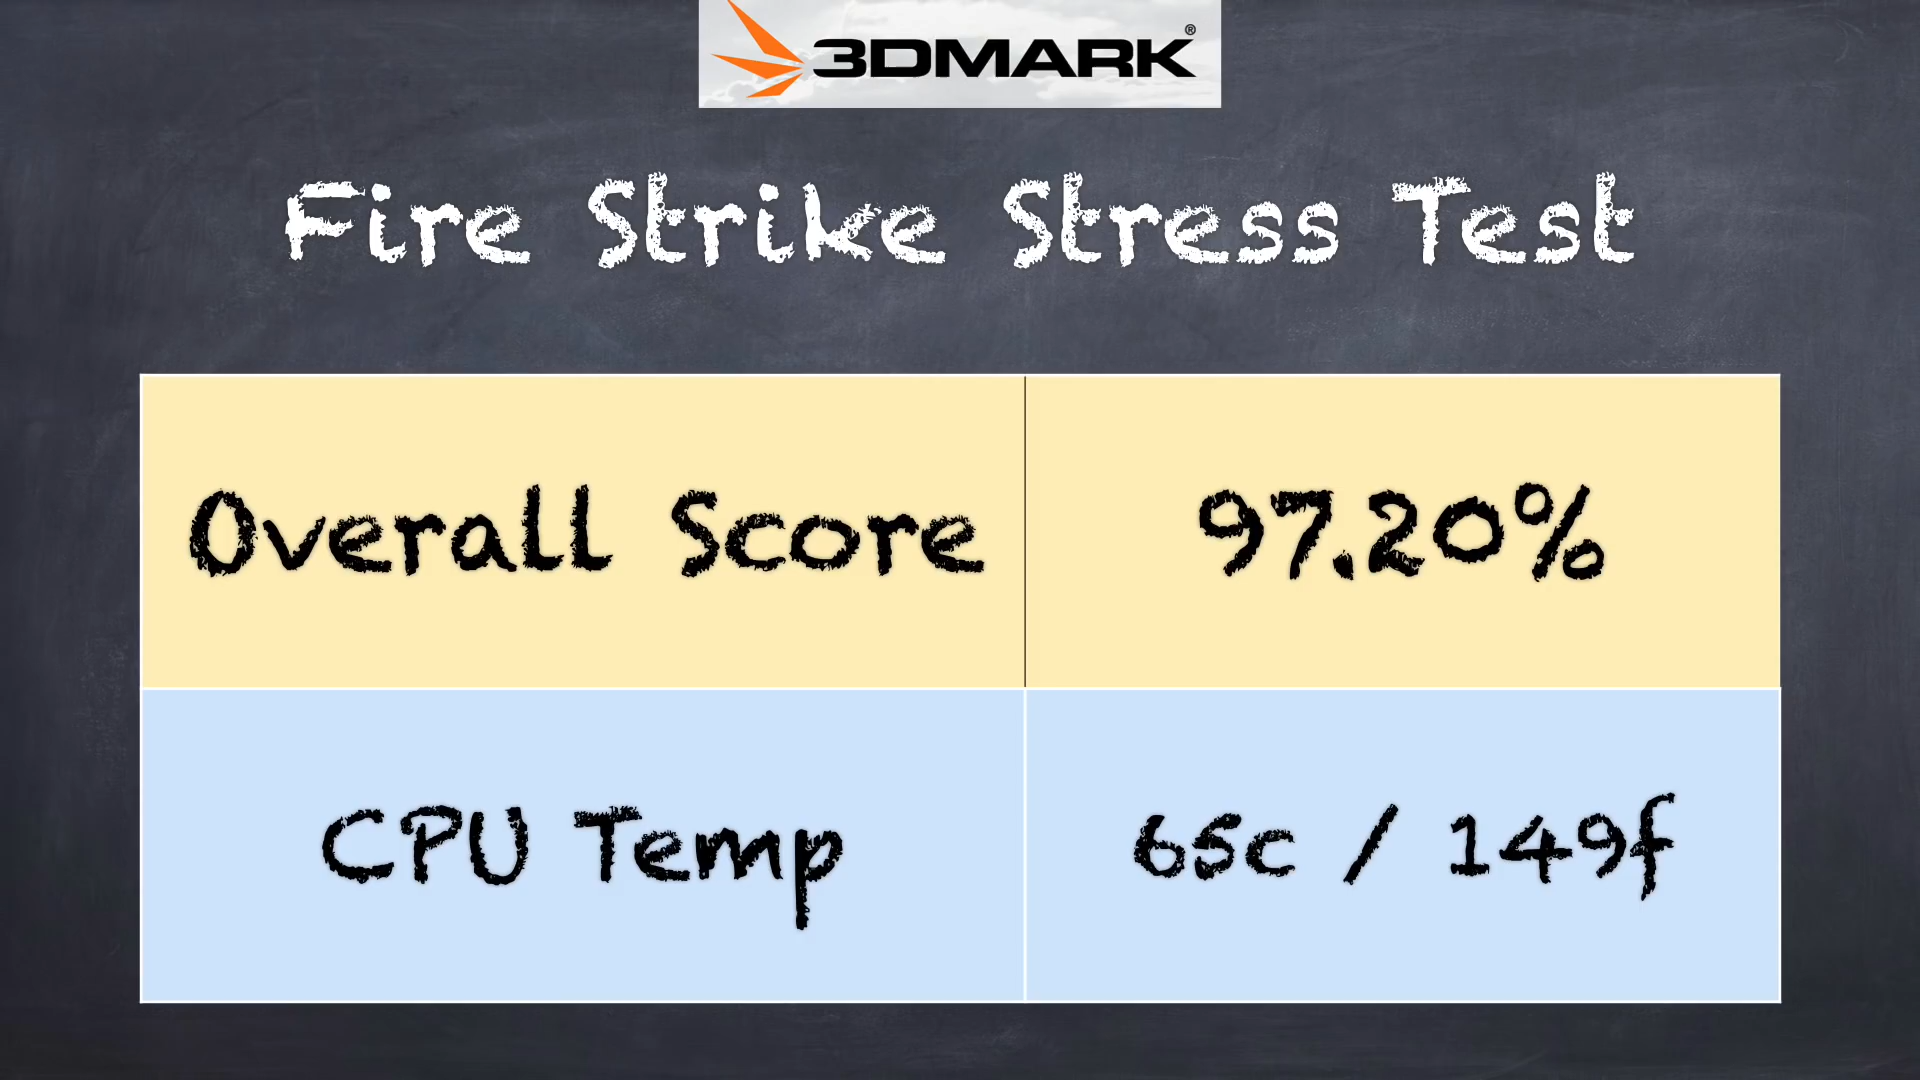 3DMARK®
Fire Strike Stress Test
Overall Score 97.20%
CPU Temp 65c / 149f